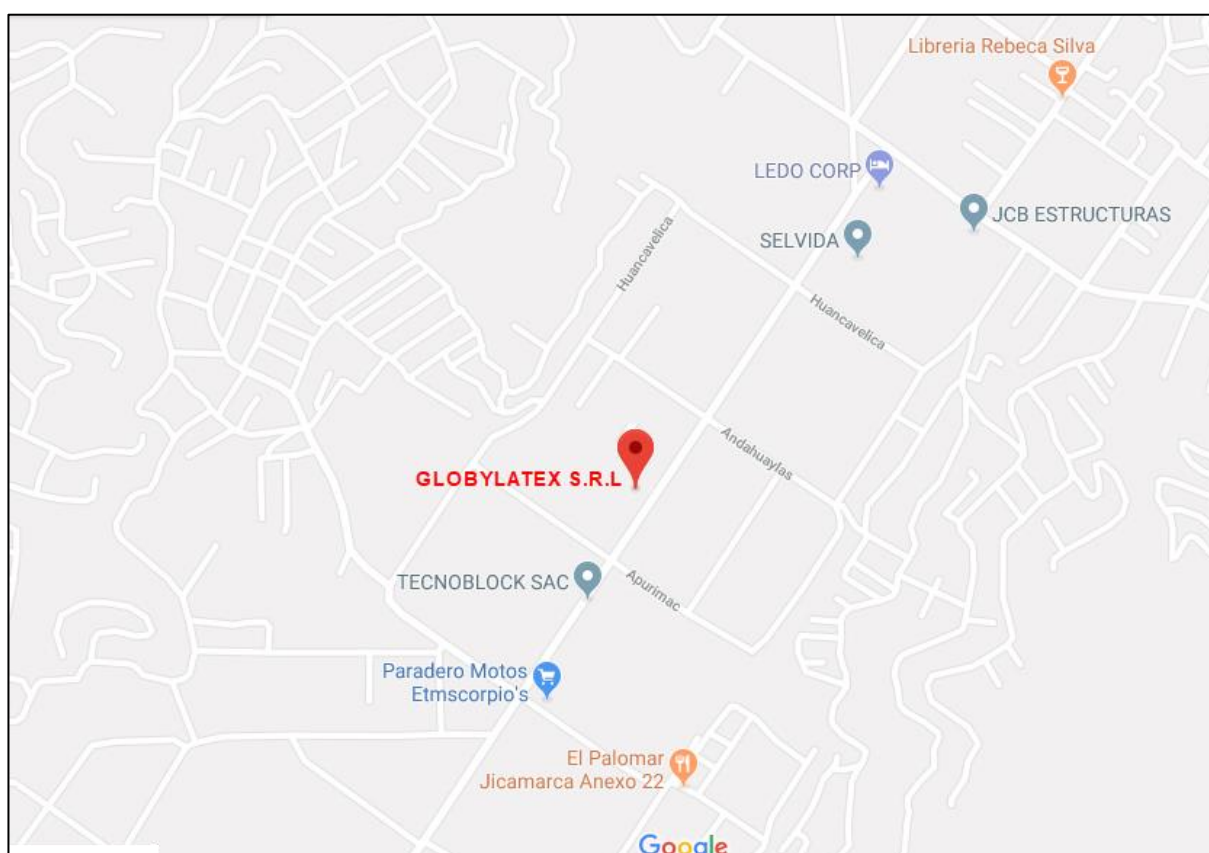 Libreria Rebeca Silva
LEDO CORP
JCB ESTRUCTURAS
SELVIDA
Huancavelica
Huancavelica
Andahuaylas
GLOBYLATEX S.R.L
TECNOBLOCK SAC
Apurimac
Paradero Motos
Etmscorpio's
El Palomar
Jicamarca Anexo 22
Google